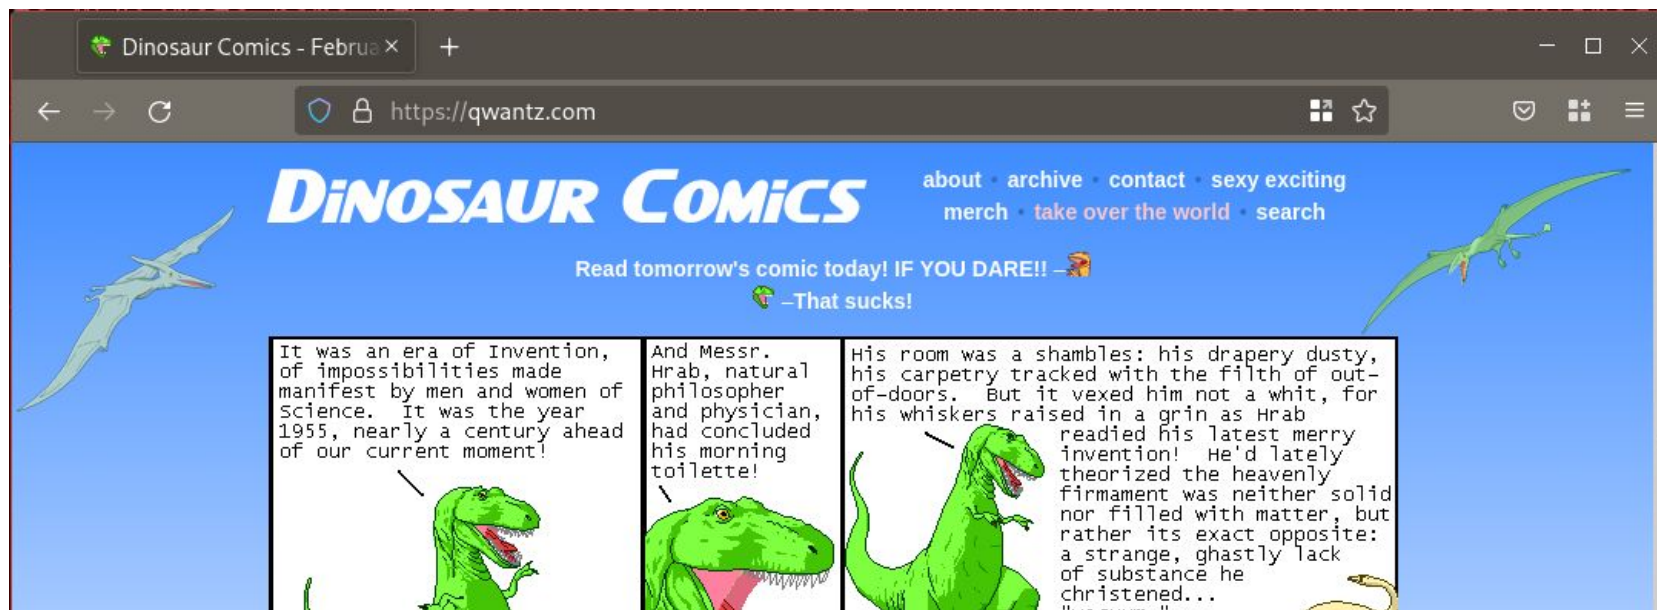 Dinosaur Comics - Februa
https://qwantz.com
DINOSAUR COMICS
about • archive • contact • sexy exciting
merch • take over the world • search
Read tomorrow's comic today! IF YOU DARE!! –
–That sucks!
It was an era of Invention,
of impossibilities made
manifest by men and women of
Science. It was the year
1955, nearly a century ahead
of our current moment!
And Messr.
Hrab, natural
philosopher
and physician,
had concluded
his morning
toilette!
His room was a shambles: his drapery dusty,
his carpetry tracked with the filth of out-
of-doors. But it vexed him not a whit, for
his whiskers raised in a grin as Hrab
readied his latest merry
invention! He'd lately
theorized the heavenly
firmament was neither solid
nor filled with matter, but
rather its exact opposite:
a strange, ghastly lack
of substance he
christened...